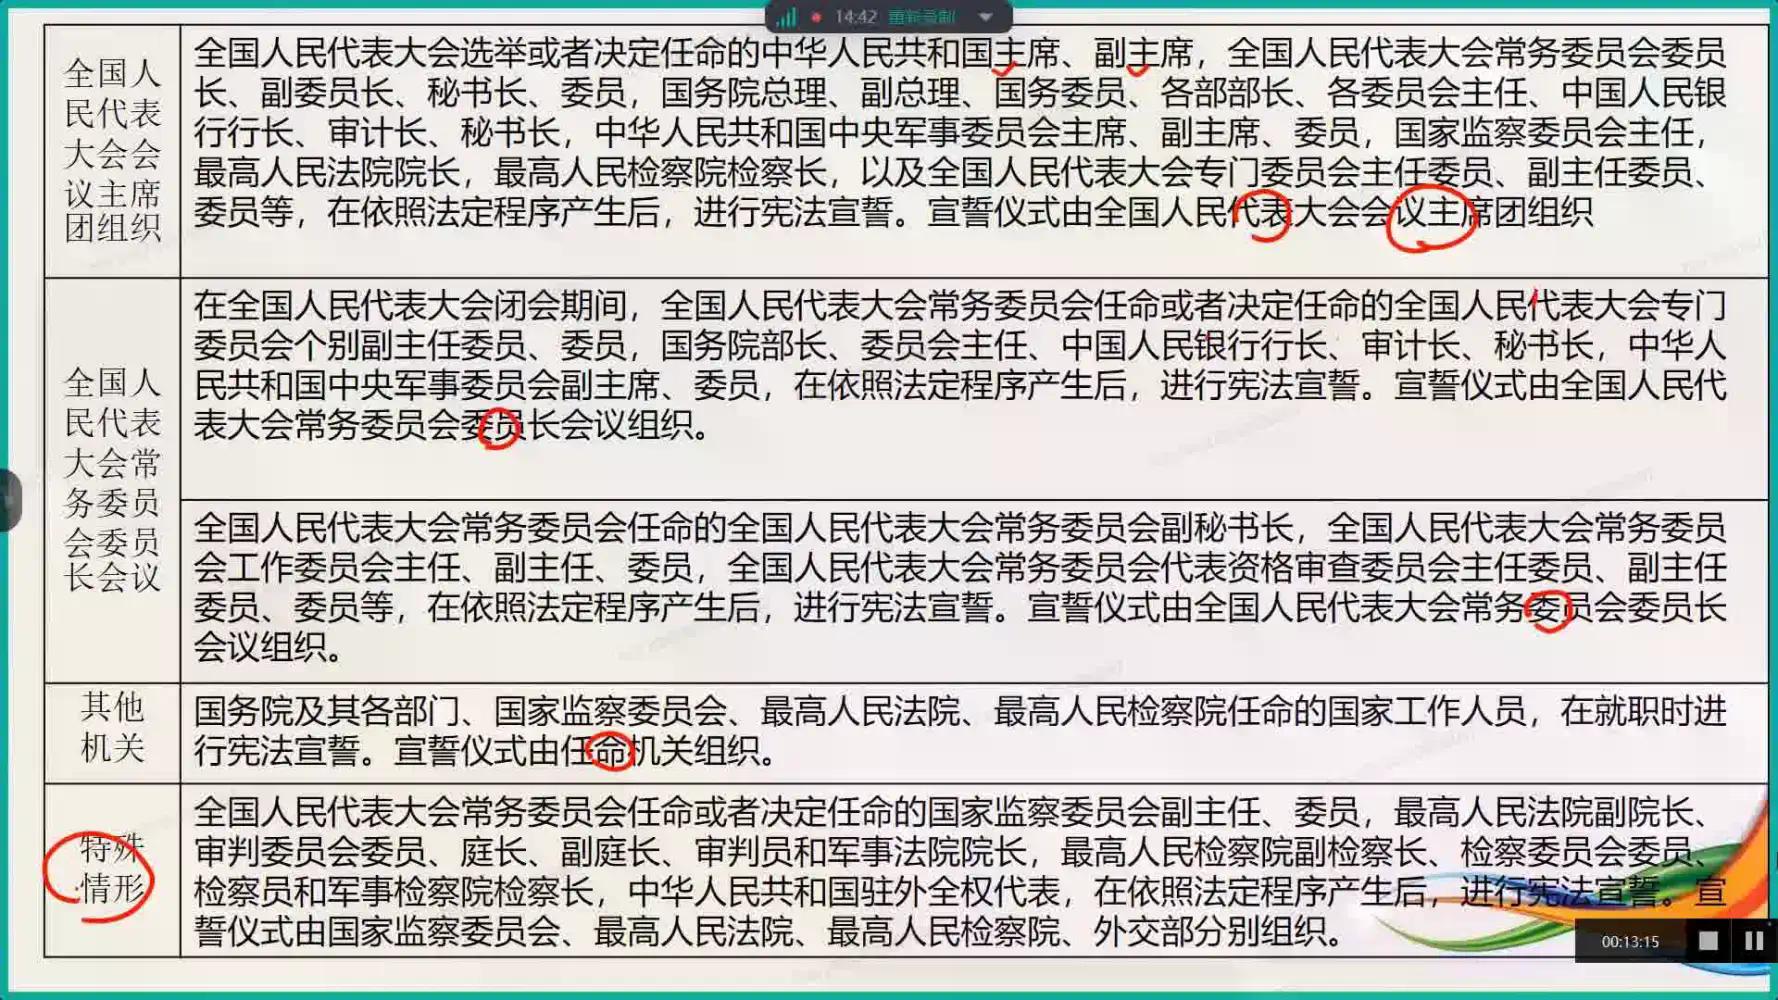 14:42 重新录制
全国人
民代表
大会会
议主席
团组织
全国人民代表大会选举或者决定任命的中华人民共和国主席、副主席，全国人民代表大会常务委员会委员
长、副委员长、秘书长、委员，国务院总理、副总理、国务委员、各部部长、各委员会主任、中国人民银
行行长、审计长、秘书长，中华人民共和国中央军事委员会主席、副主席、委员，国家监察委员会主任，
最高人民法院院长，最高人民检察院检察长，以及全国人民代表大会专门委员会主任委员、副主任委员、
委员等，在依照法定程序产生后，进行宪法宣誓。宣誓仪式由全国人民代表大会会议主席团组织
全国人
民代表
大会常
务委员
会委员
长会议
在全国人民代表大会闭会期间，全国人民代表大会常务委员会任命或者决定任命的全国人民代表大会专门
委员会个别副主任委员、委员，国务院部长、委员会主任、中国人民银行行长、审计长、秘书长，中华人
民共和国中央军事委员会副主席、委员，在依照法定程序产生后，进行宪法宣誓。宣誓仪式由全国人民代
表大会常务委员会委员长会议组织。
全国人民代表大会常务委员会任命的全国人民代表大会常务委员会副秘书长，全国人民代表大会常务委员
会工作委员会主任、副主任、委员，全国人民代表大会常务委员会代表资格审查委员会主任委员、副主任
委员、委员等，在依照法定程序产生后，进行宪法宣誓。宣誓仪式由全国人民代表大会常务委员会委员长
会议组织。
其他
机关
国务院及其各部门、国家监察委员会、最高人民法院、最高人民检察院任命的国家工作人员，在就职时进
行宪法宣誓。宣誓仪式由任命机关组织。
特殊
情形
全国人民代表大会常务委员会任命或者决定任命的国家监察委员会副主任、委员，最高人民法院副院长、
审判委员会委员、庭长、副庭长、审判员和军事法院院长，最高人民检察院副检察长、检察委员会委员、
检察员和军事检察院检察长，中华人民共和国驻外全权代表，在依照法定程序产生后，进行宪法宣誓。宣
誓仪式由国家监察委员会、最高人民法院、最高人民检察院、外交部分别组织。
00:13:15